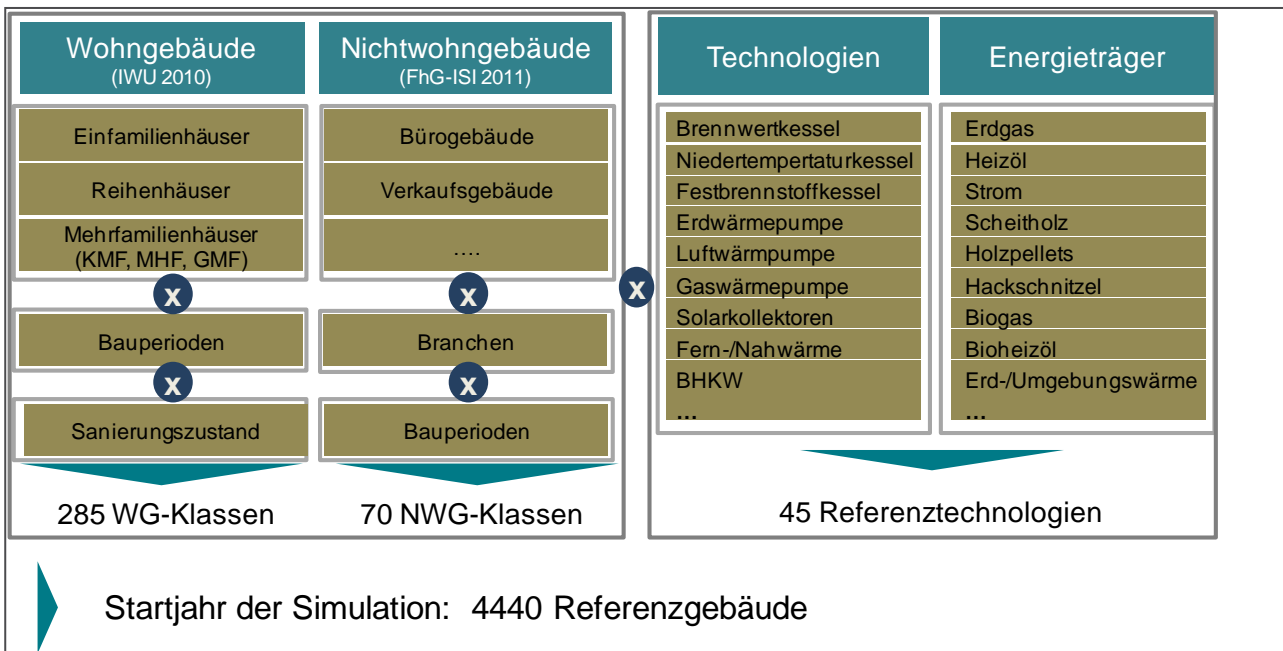 Wohngebäude
(IWU 2010)
Einfamilienhäuser
Reihenhäuser
Mehrfamilienhäuser
(KMF, MHF, GMF)
x
Bauperioden
x
Sanierungszustand
285 WG-Klassen
Nichtwohngebäude
(FhG-ISI 2011)
Bürogebäude
Verkaufsgebäude
....
x
Branchen
x
Bauperioden
70 NWG-Klassen
x
Technologien
Brennwertkessel
Niedertempertaturkessel
Festbrennstoffkessel
Erdwärmepumpe
Luftwärmpumpe
Gaswärmepumpe
Solarkollektoren
Fern-/Nahwärme
BHKW
...
Energieträger
Erdgas
Heizöl
Strom
Scheitholz
Holzpellets
Hackschnitzel
Biogas
Bioheizöl
Erd-/Umgebungswärme
...
45 Referenztechnologien
Startjahr der Simulation: 4440 Referenzgebäude